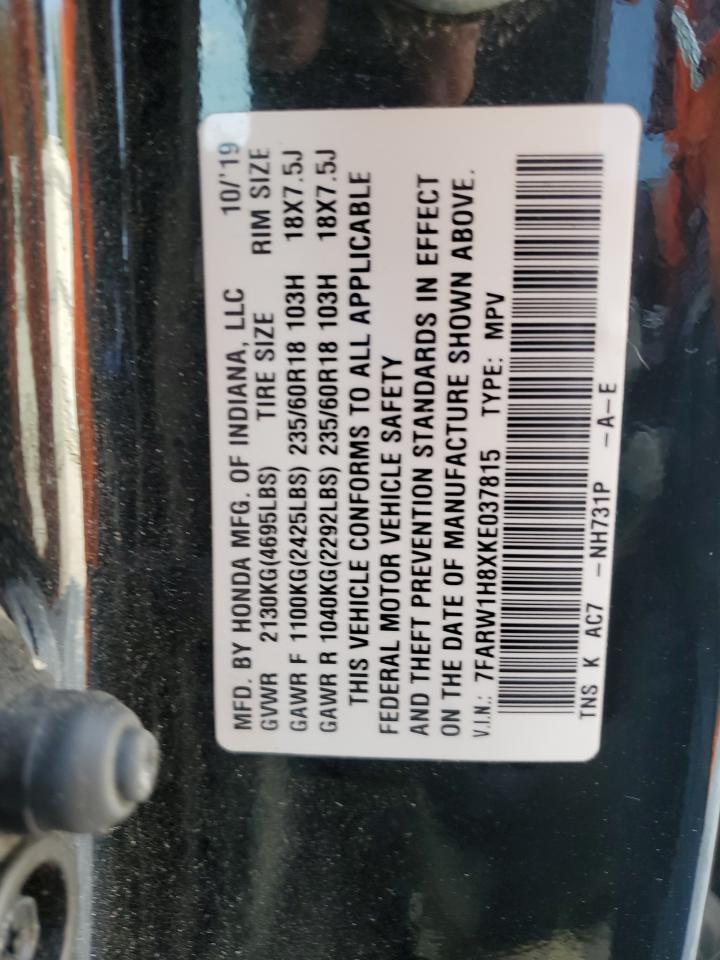 MFD. BY HONDA MFG. OF INDIANA, LLC 10/'19
GVWR 2130KG(4695LBS) TIRE SIZE RIM SIZE
GAWR F 1100KG(2425LBS) 235/60R18 103H 18X7.5J
GAWR R 1040KG(2292LBS) 235/60R18 103H 18X7.5J
THIS VEHICLE CONFORMS TO ALL APPLICABLE
FEDERAL MOTOR VEHICLE SAFETY
AND THEFT PREVENTION STANDARDS IN EFFECT
ON THE DATE OF MANUFACTURE SHOWN ABOVE.
V.I.N.: 7FARW1H8XKE037815 TYPE: MPV
TNS K AC7 -NH731P -A-E